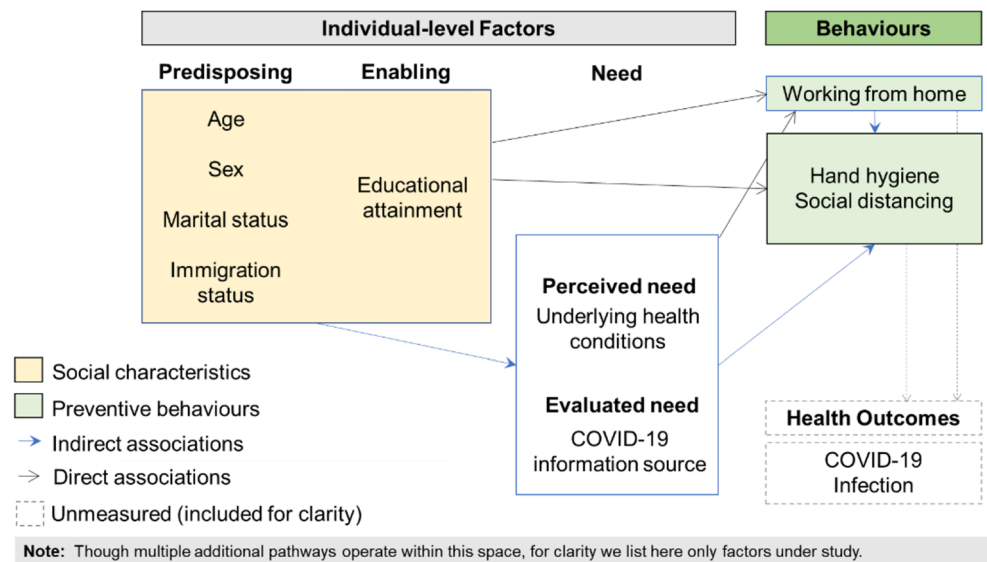 Individual-level Factors
Behaviours
Predisposing
Enabling
Need
Age
Sex
Marital status
Immigration
status
Educational
attainment
Perceived need
Underlying health
conditions
Evaluated need
COVID-19
information source
Working from home
Hand hygiene
Social distancing
Health Outcomes
COVID-19
Infection
Social characteristics
Preventive behaviours
Indirect associations
Direct associations
Unmeasured (included for clarity)
Note: Though multiple additional pathways operate within this space, for clarity we list here only factors under study.